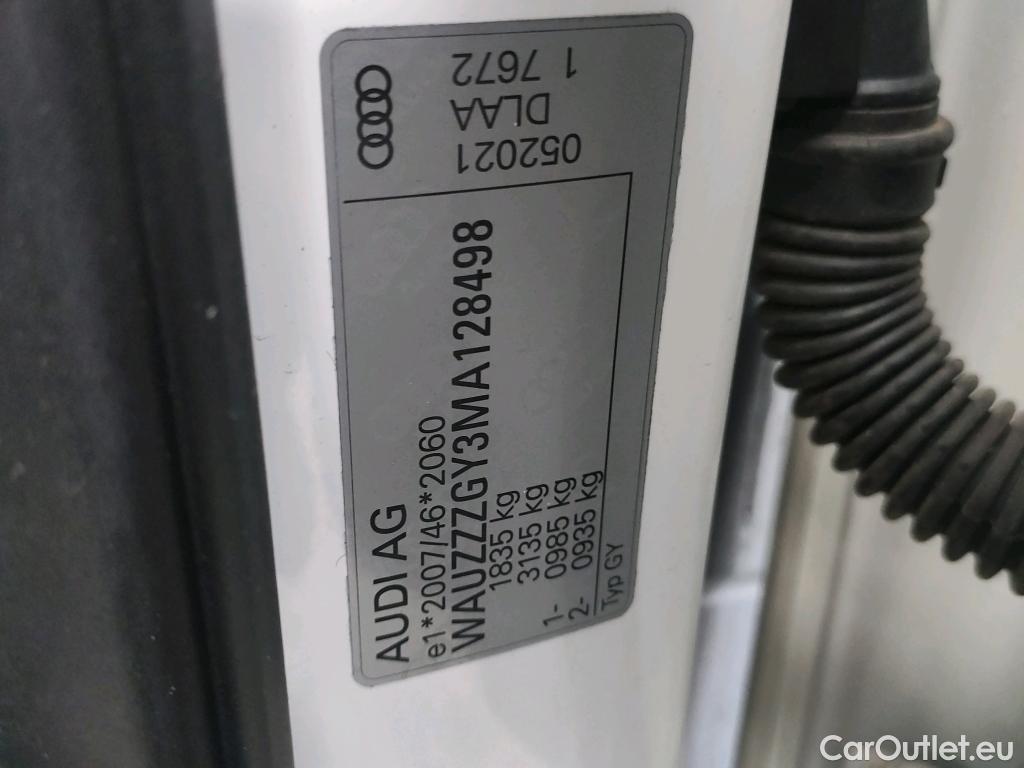 AUDI AG
e1*2007/46*2060
WAUZZZGY3MA128498
1835 kg
3135 kg
1- 0985 kg
2- 0935 kg
Typ GY
052021
DLAA
1 7672
CarOutlet.eu